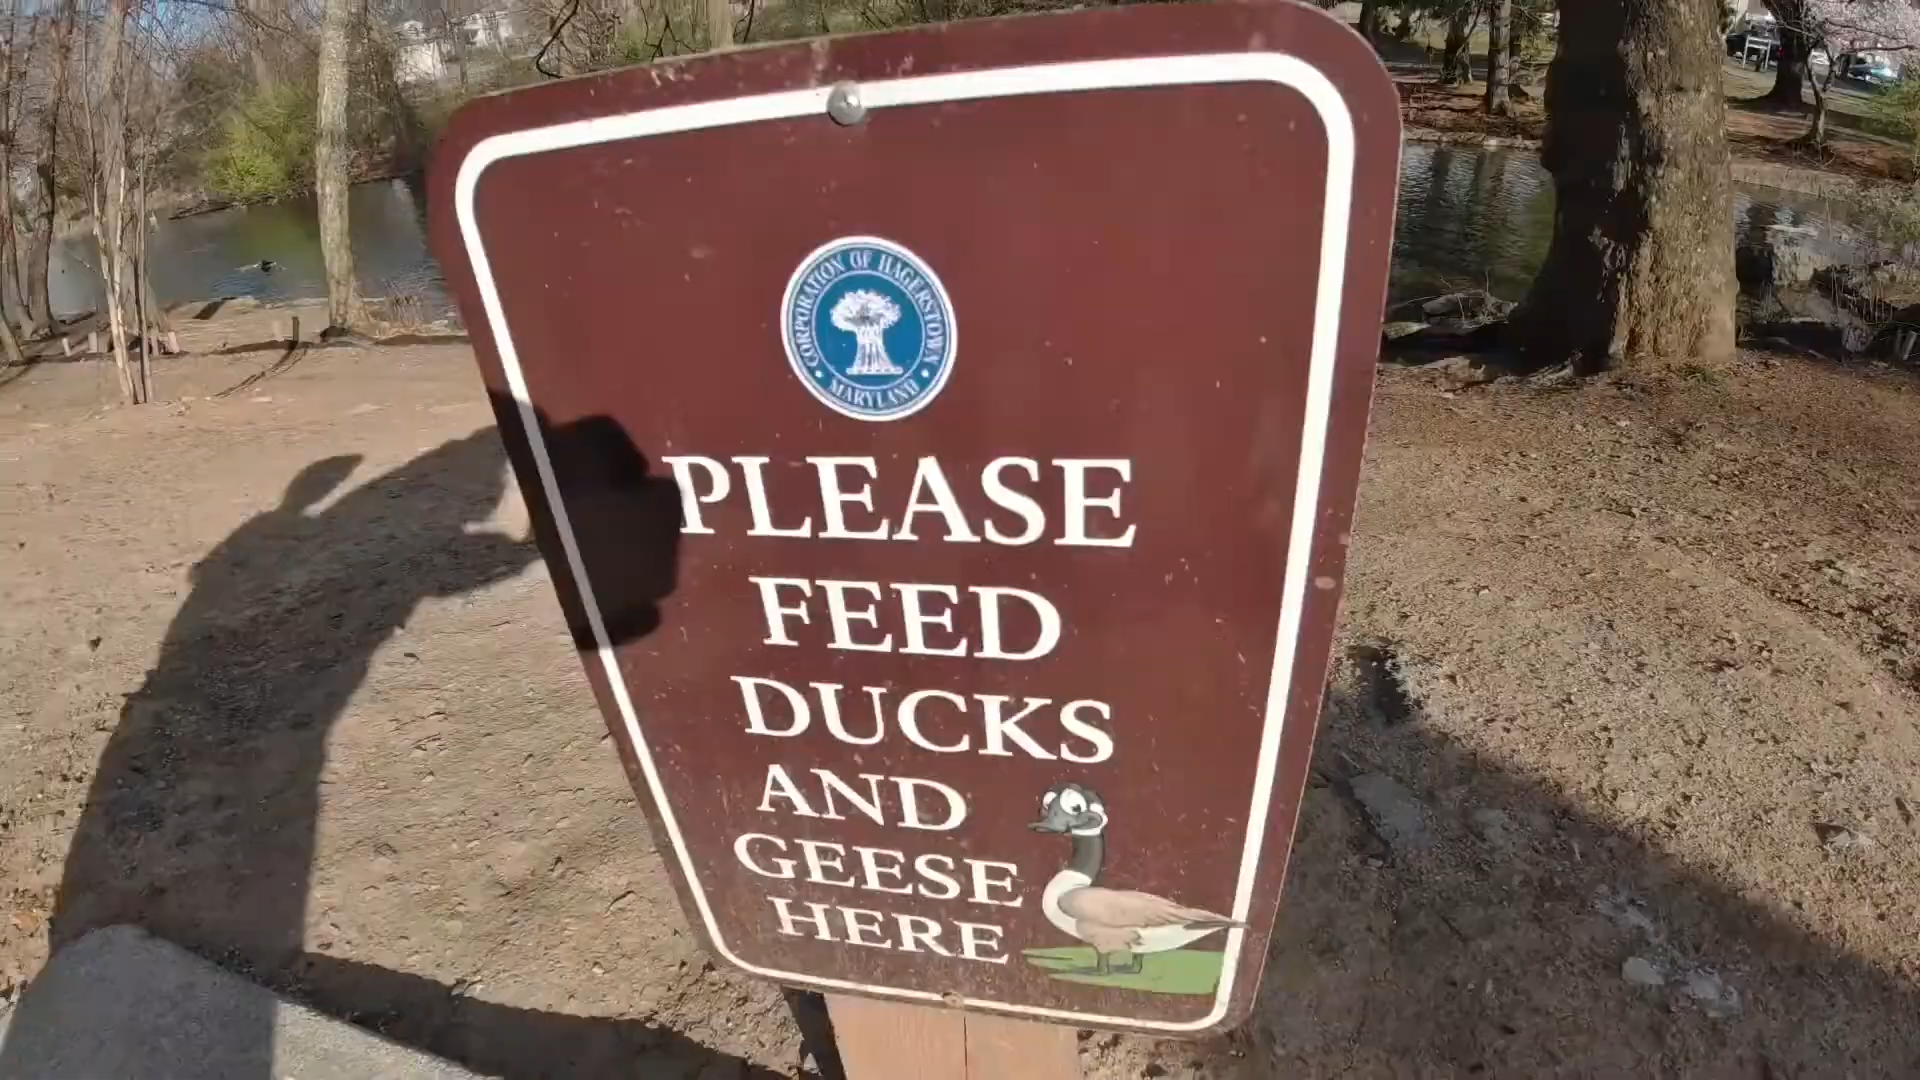 CORPORATION OF HAGERSTOWN
• MARYLAND •
PLEASE
FEED
DUCKS
AND
GEESE
HERE